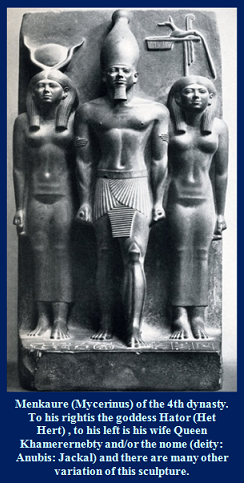 Menkaure (Mycerinus) of the 4th dynasty.
To his rightis the goddess Hator (Het
Hert) , to his left is his wife Queen
Khamerernebty and/or the nome (deity:
Anubis: Jackal) and there are many other
variation of this sculpture.